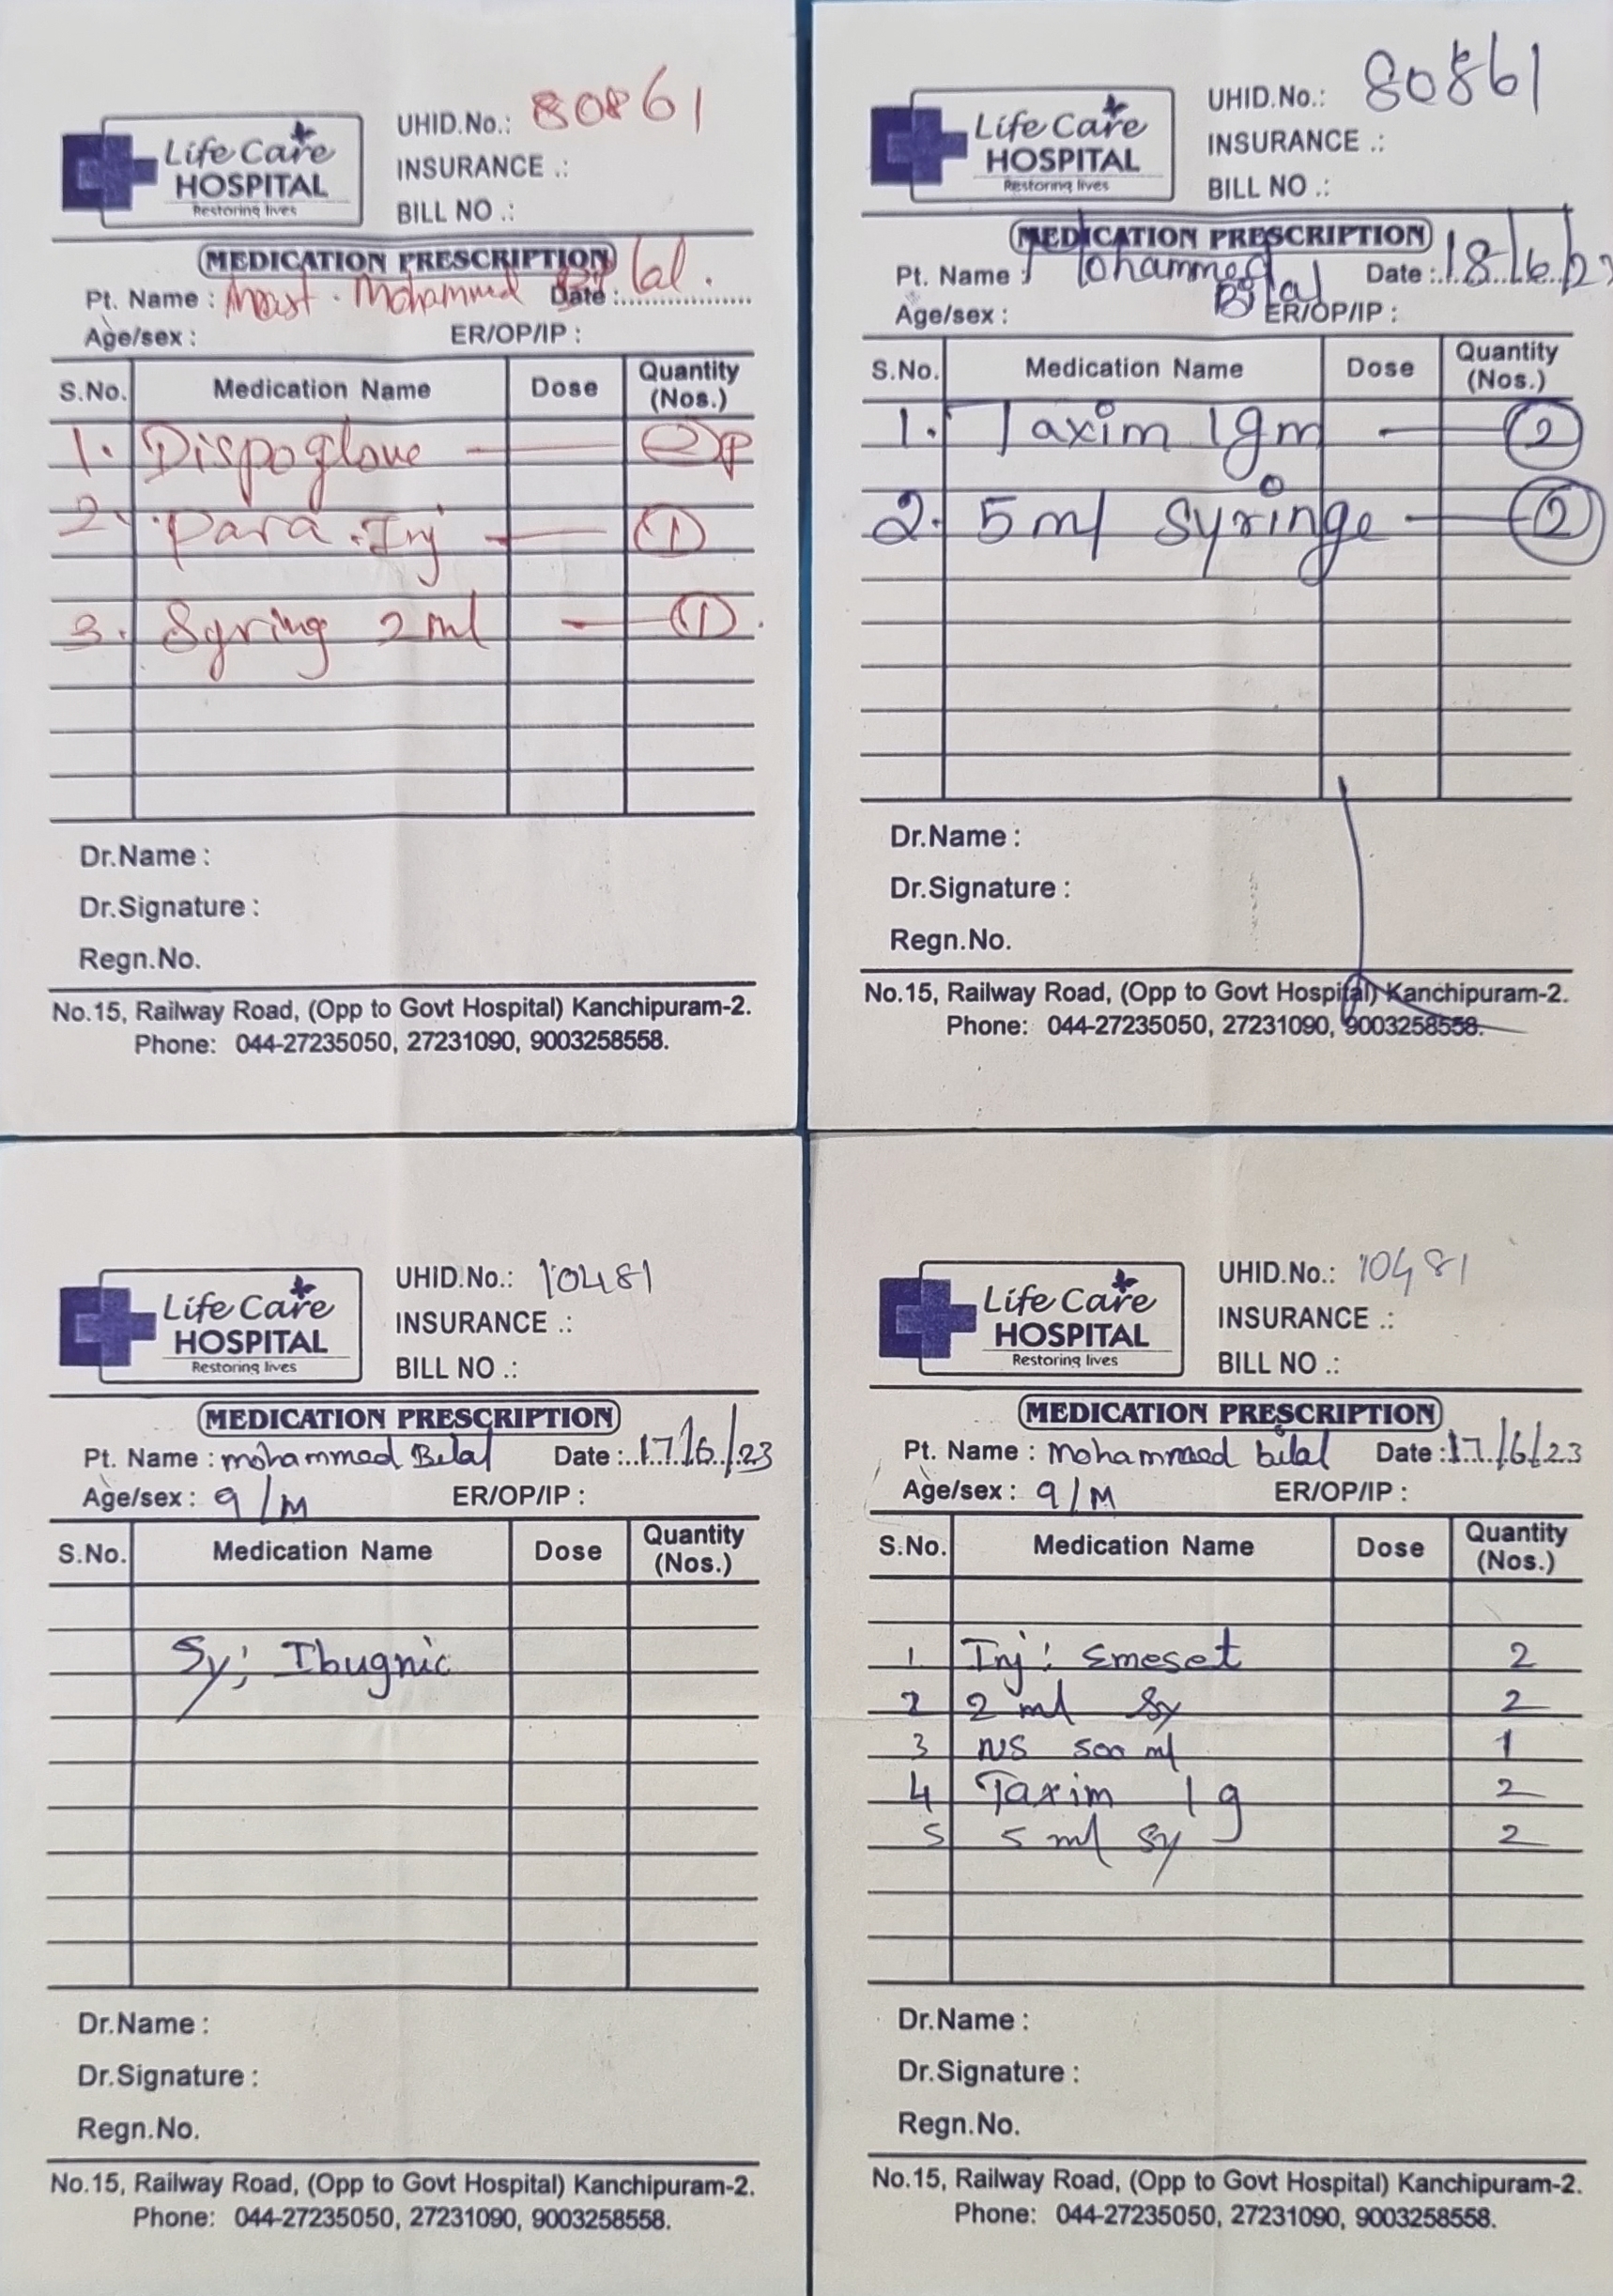 Life Care
HOSPITAL
Restoring lives
UHID.No.: 80861
INSURANCE .:
BILL NO .:
MEDICATION PRESCRIPTION
Pt. Name : Mohammed Bilal. Date :
Age/sex : ER/OP/IP :
S.No. Medication Name Dose Quantity (Nos.)
1. Dispoglove —
2. Para. Inj — 1
3. Syring 2 ml — 1
Dr.Name :
Dr.Signature :
Regn.No.
No.15, Railway Road, (Opp to Govt Hospital) Kanchipuram-2.
Phone: 044-27235050, 27231090, 9003258558.
Life Care
HOSPITAL
Restoring lives
UHID.No.: 80861
INSURANCE .:
BILL NO .:
MEDICATION PRESCRIPTION
Pt. Name : Mohammed Date : 18/6/23
Bilal
Age/sex : ER/OP/IP :
S.No. Medication Name Dose Quantity (Nos.)
1. Taxim 1gm — 2
2. 5 ml Syringe — 2
Dr.Name :
Dr.Signature :
Regn.No.
No.15, Railway Road, (Opp to Govt Hospital) Kanchipuram-2.
Phone: 044-27235050, 27231090, 9003258558.
Life Care
HOSPITAL
Restoring lives
UHID.No.: 10481
INSURANCE .:
BILL NO .:
MEDICATION PRESCRIPTION
Pt. Name : mohammed Bilal Date : 17/6/23
Age/sex : 9/M ER/OP/IP :
S.No. Medication Name Dose Quantity (Nos.)
Sy; Ibugnic
Dr.Name :
Dr.Signature :
Regn.No.
No.15, Railway Road, (Opp to Govt Hospital) Kanchipuram-2.
Phone: 044-27235050, 27231090, 9003258558.
Life Care
HOSPITAL
Restoring lives
UHID.No.: 10481
INSURANCE .:
BILL NO .:
MEDICATION PRESCRIPTION
Pt. Name : Mohammed bilal Date : 17/6/23
Age/sex : 9/M ER/OP/IP :
S.No. Medication Name Dose Quantity (Nos.)
1 Inj: Emeset 2
2 2 ml Sy 2
3 NS 500 ml 1
4 Taxim 1 g 2
5 5 ml Sy 2
Dr.Name :
Dr.Signature :
Regn.No.
No.15, Railway Road, (Opp to Govt Hospital) Kanchipuram-2.
Phone: 044-27235050, 27231090, 9003258558.